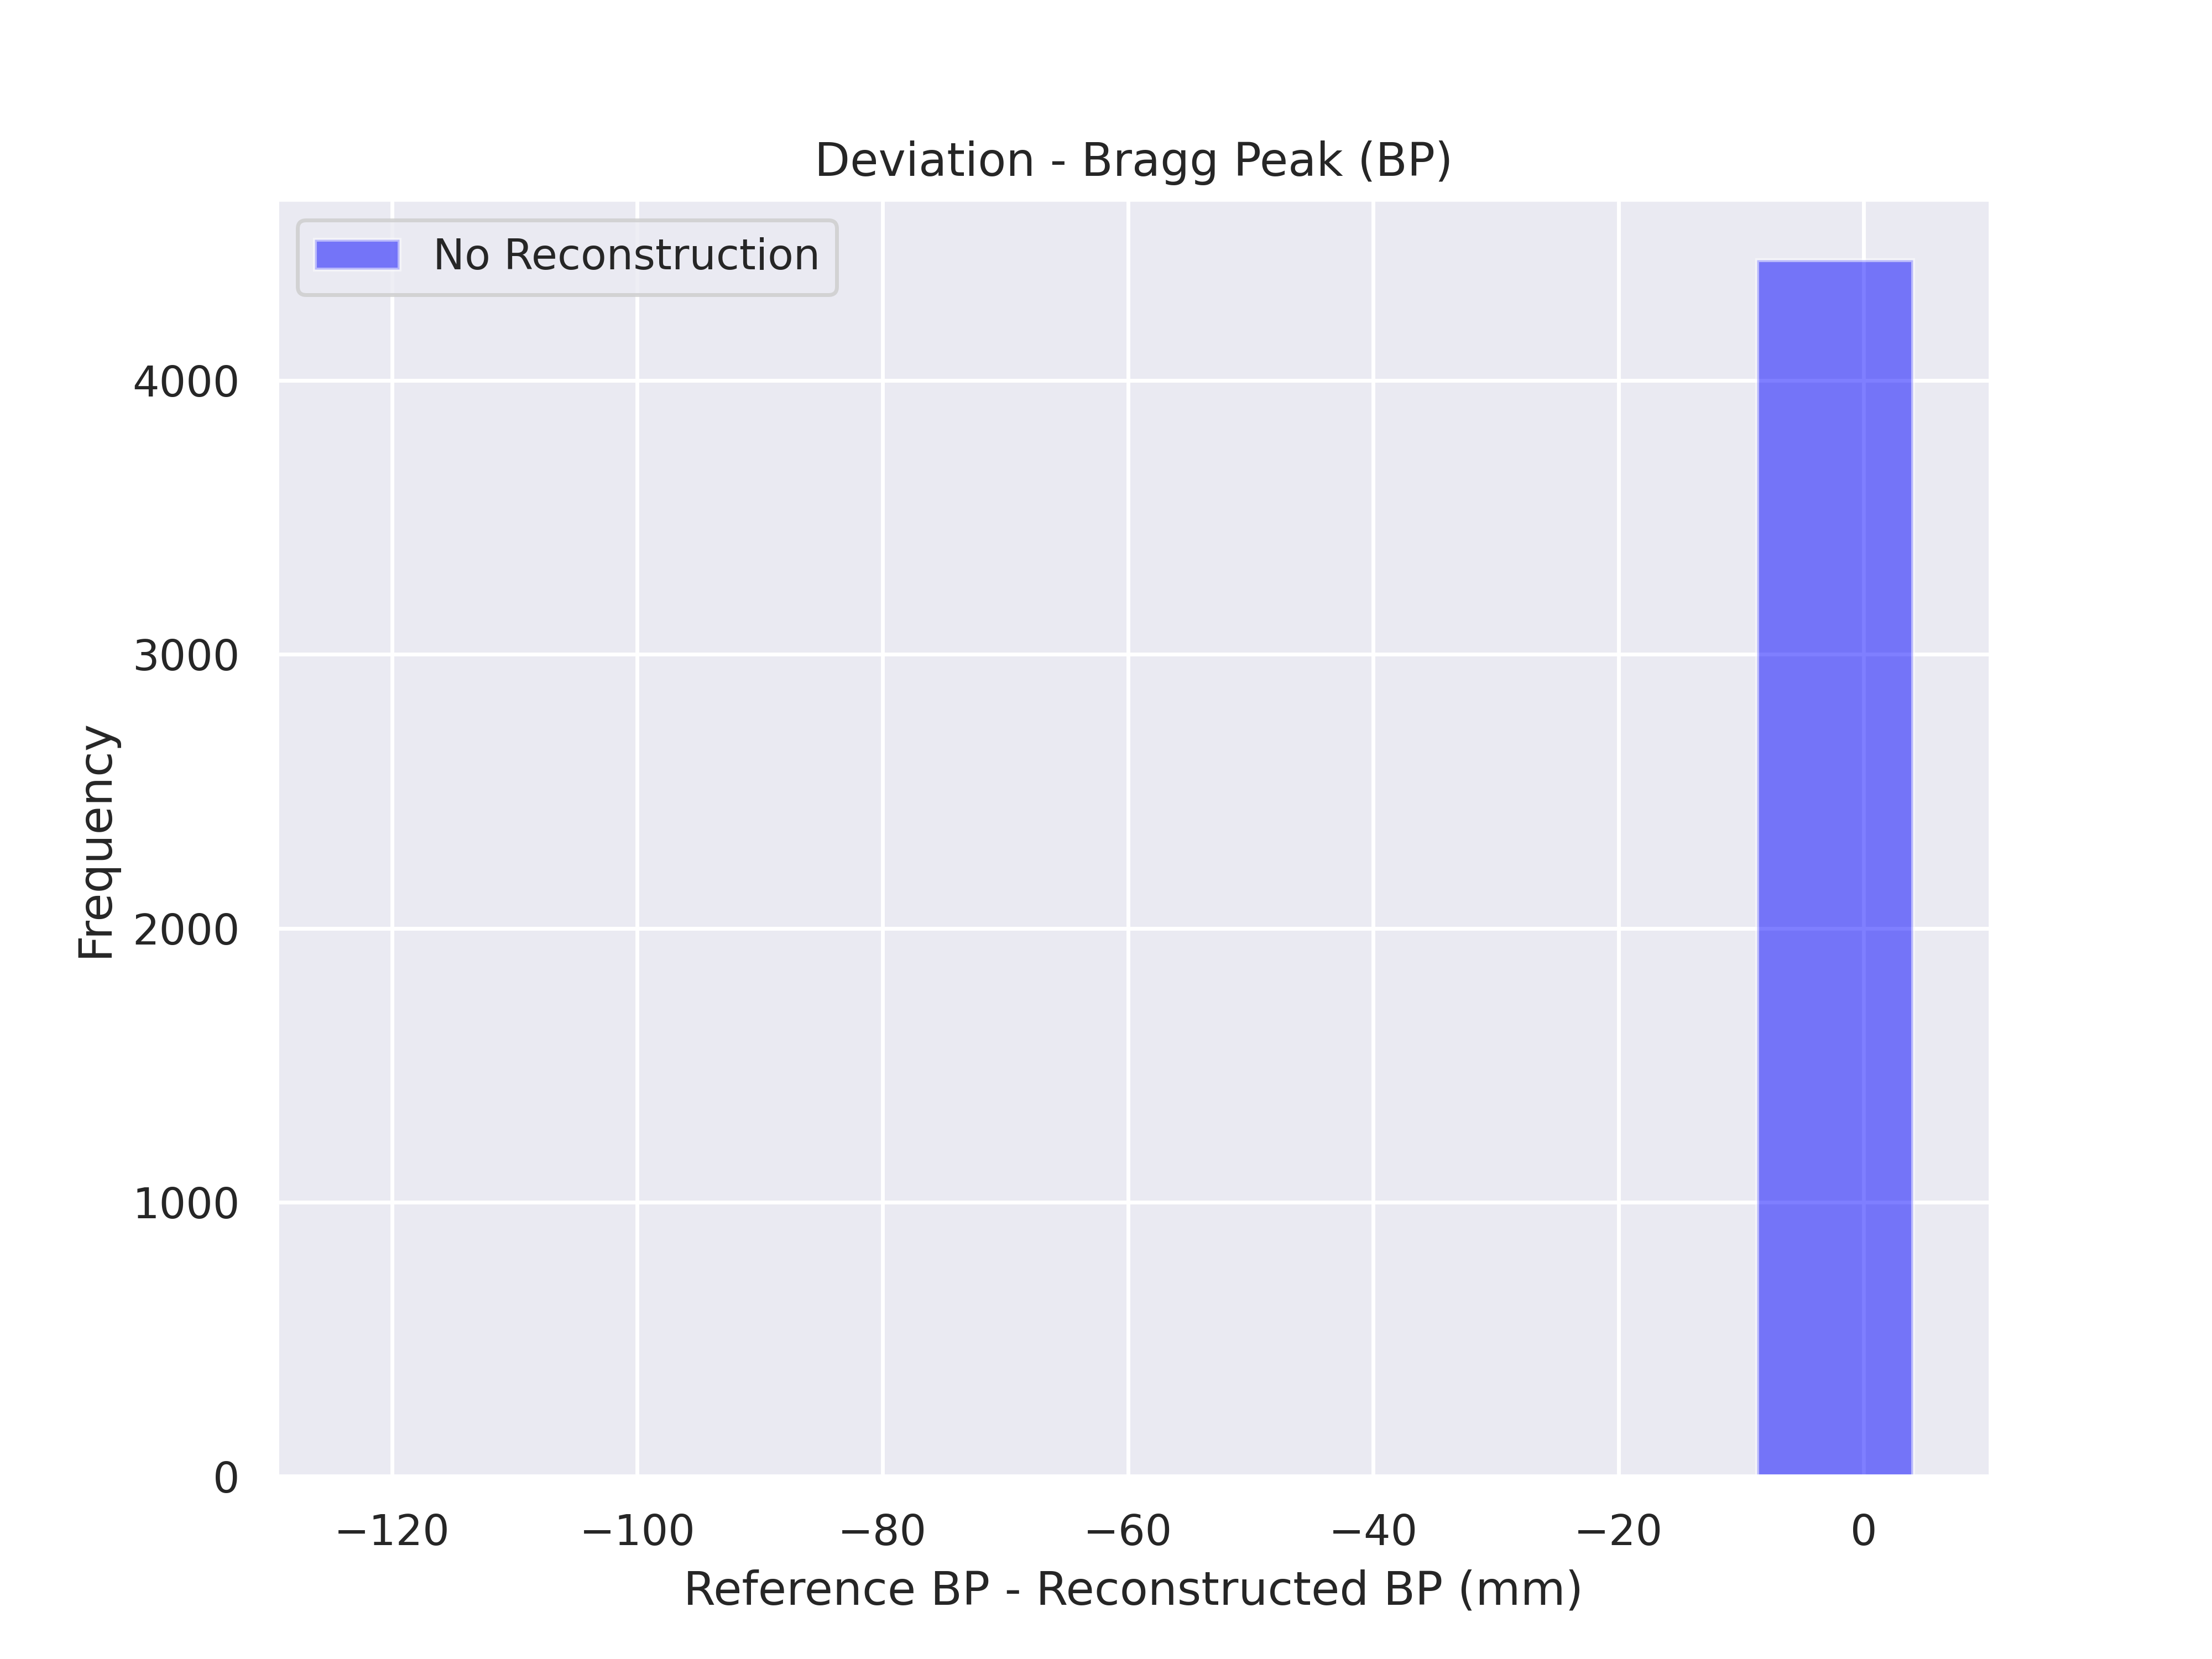 Deviation - Bragg Peak (BP)
No Reconstruction
4000
3000
2000
1000
0
Frequency
−120 −100 −80 −60 −40 −20 0
Reference BP - Reconstructed BP (mm)